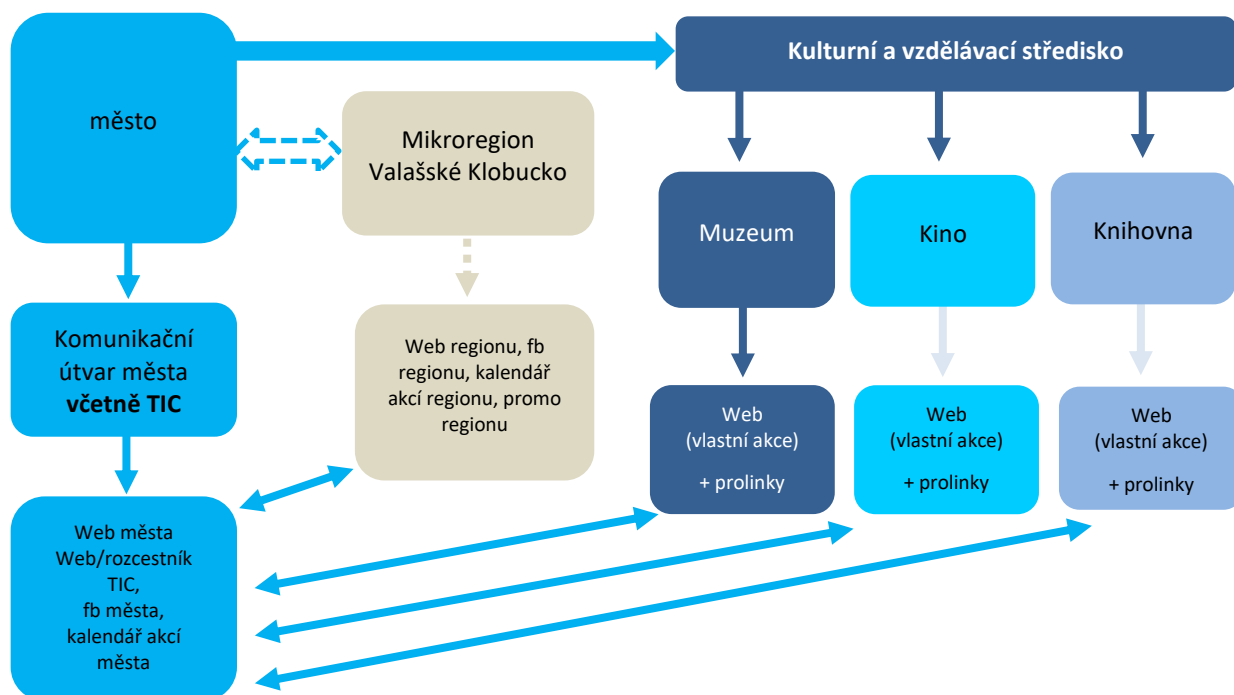 město
Kulturní a vzdělávací středisko
Mikroregion
Valašské Klobucko
Muzeum
Kino
Knihovna
Komunikační
útvar města
včetně TIC
Web regionu, fb
regionu, kalendář
akcí regionu, promo
regionu
Web
(vlastní akce)
+ prolinky
Web
(vlastní akce)
+ prolinky
Web
(vlastní akce)
+ prolinky
Web města
Web/rozcestník
TIC,
fb města,
kalendář akcí
města